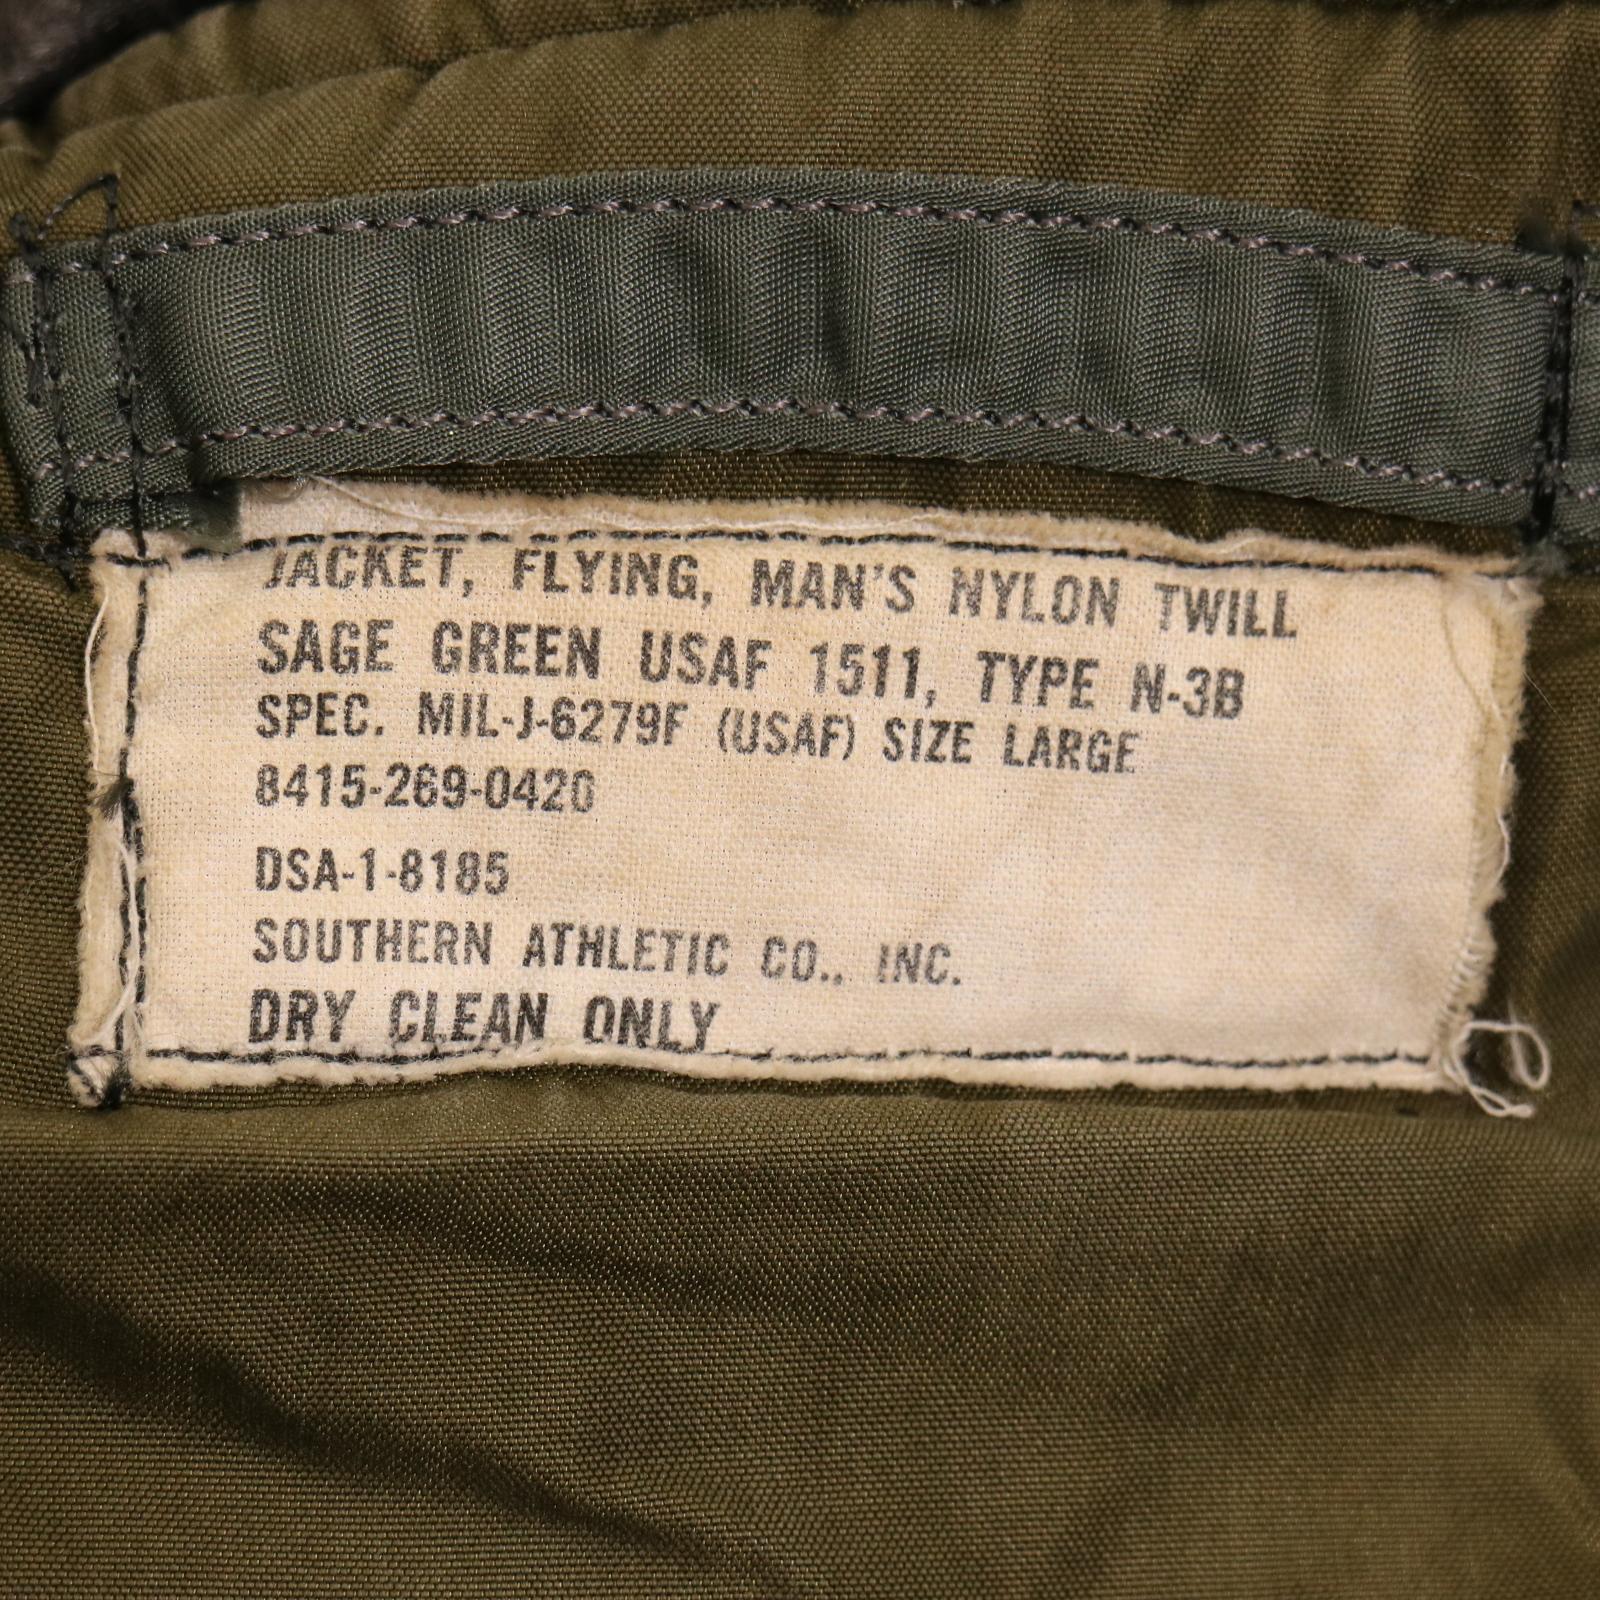 JACKET, FLYING, MAN'S NYLON TWILL
SAGE GREEN USAF 1511, TYPE N-3B
SPEC. MIL-J-6279F (USAF) SIZE LARGE
8415-269-0420
DSA-1-8185
SOUTHERN ATHLETIC CO., INC.
DRY CLEAN ONLY